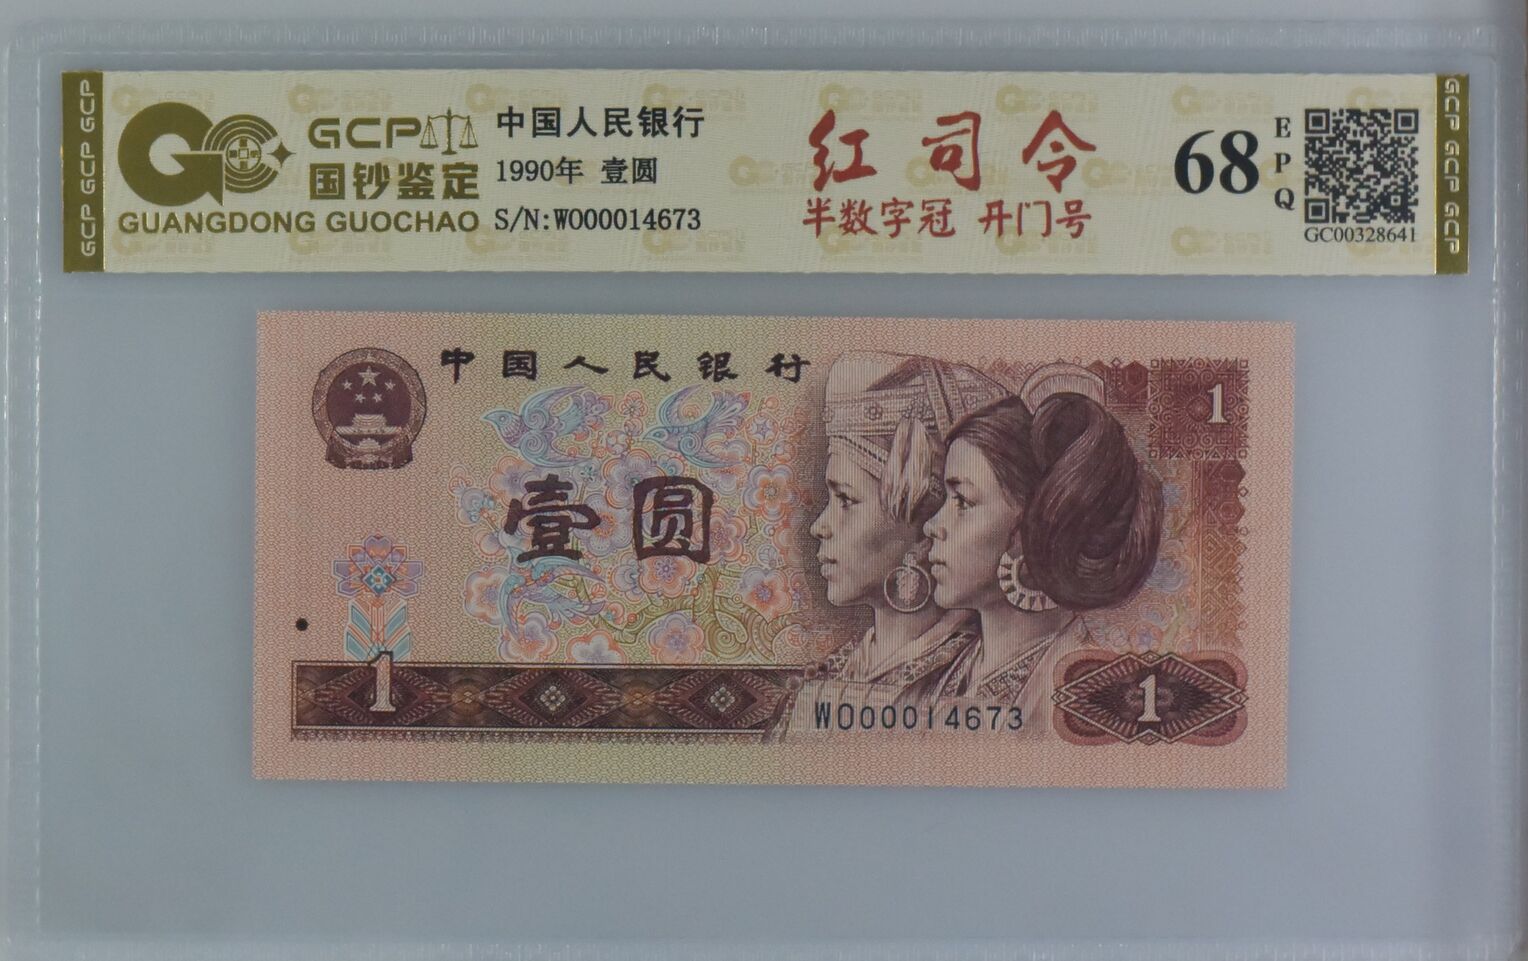 GCP GCP GCP
GCP
国钞鉴定
GUANGDONG GUOCHAO
中国人民银行
1990年 壹圆
S/N:WO00014673
红司令
半数字冠 开门号
68
EPQ
GC00328641
GCP GCP GCP
中国人民银行
1
壹圆
1
WO00014673
1